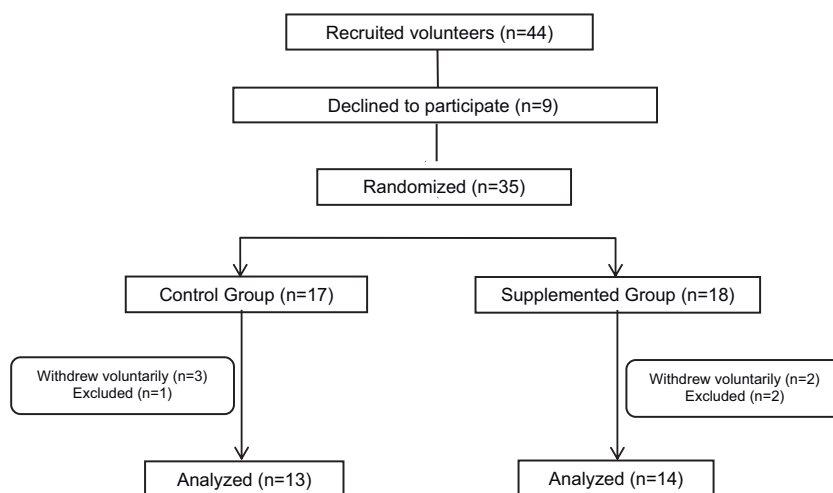 Recruited volunteers (n=44)
Declined to participate (n=9)
Randomized (n=35)
Control Group (n=17)
Supplemented Group (n=18)
Withdrew voluntarily (n=3)
Excluded (n=1)
Withdrew voluntarily (n=2)
Excluded (n=2)
Analyzed (n=13)
Analyzed (n=14)